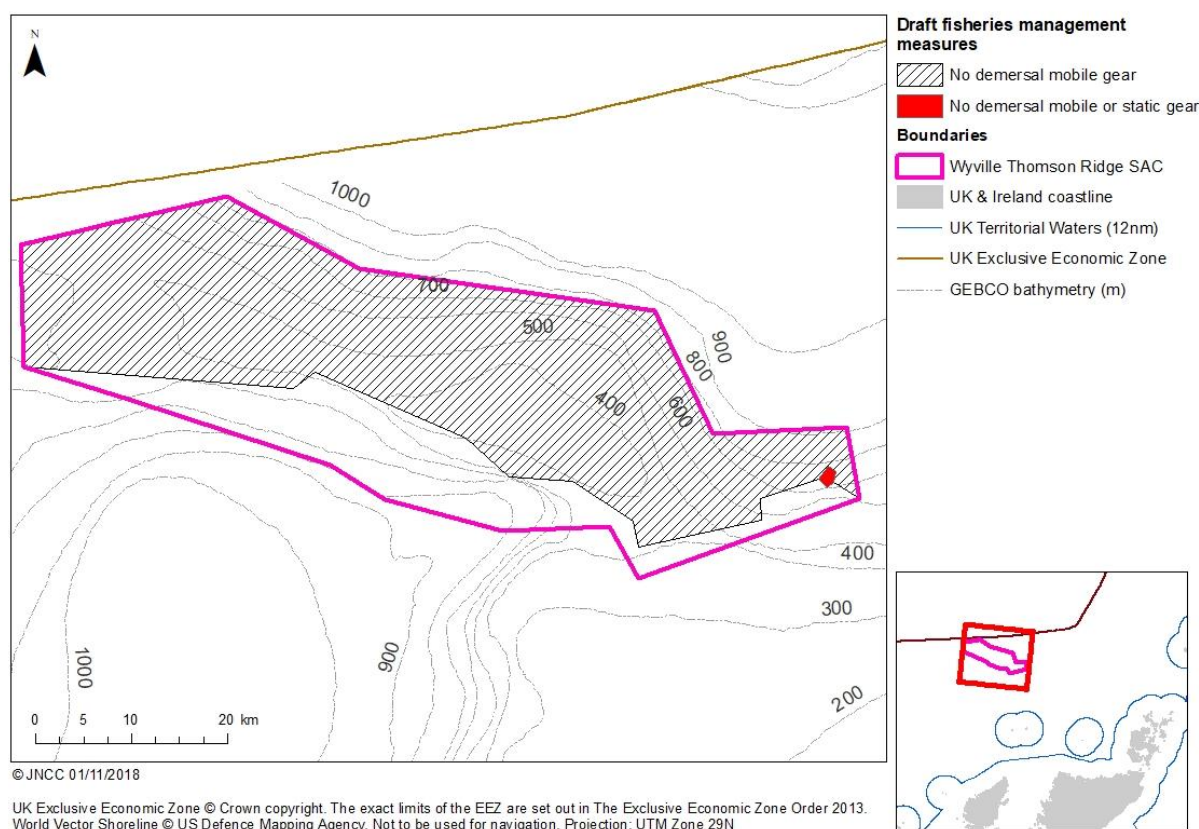 N
1000
700
500
900
800
400
600
400
300
900
1000
200
0 5 10 20 km
Draft fisheries management
measures
No demersal mobile gear
No demersal mobile or static gear
Boundaries
Wyville Thomson Ridge SAC
UK & Ireland coastline
UK Territorial Waters (12nm)
UK Exclusive Economic Zone
GEBCO bathymetry (m)
©JNCC 01/11/2018
UK Exclusive Economic Zone © Crown copyright. The exact limits of the EEZ are set out in The Exclusive Economic Zone Order 2013.
World Vector Shoreline © US Defence Mapping Agency. Not to be used for navigation. Projection: UTM Zone 29N